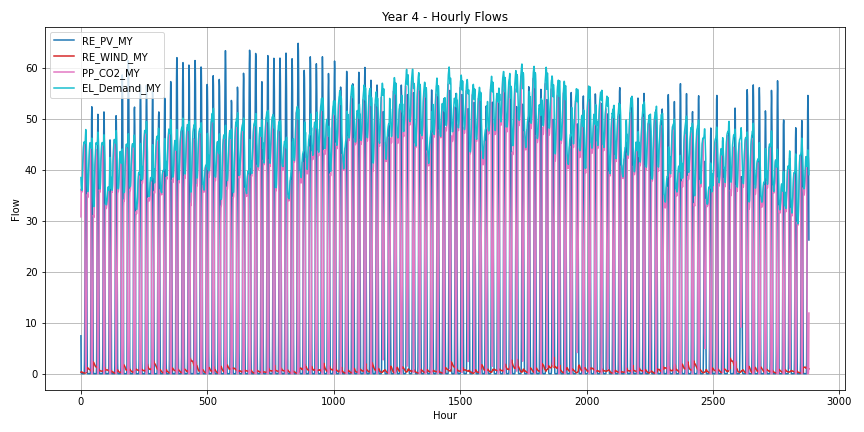 Year 4 - Hourly Flows
RE_PV_MY
RE_WIND_MY
PP_CO2_MY
EL_Demand_MY
60
50
40
30
20
10
0
Flow
0
500
1000
1500
2000
2500
3000
Hour